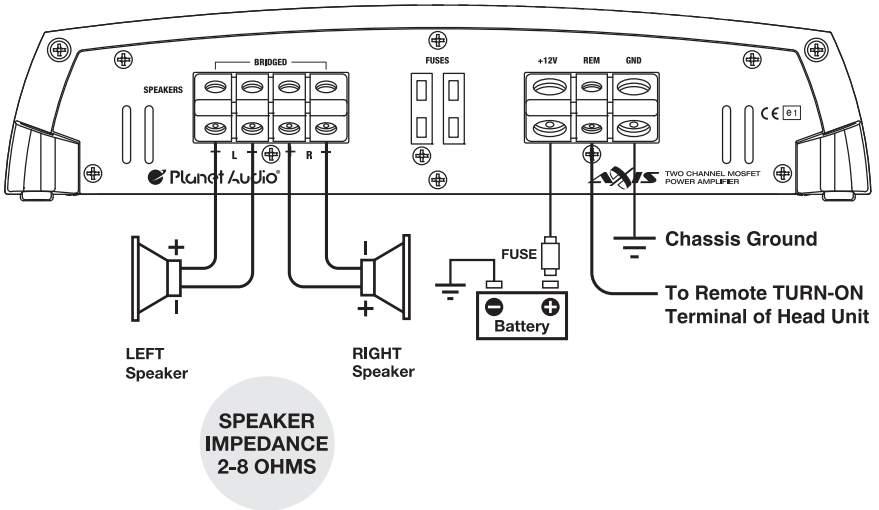 BRIDGED
FUSES
+12V REM GND
SPEAKERS
CE e1
+ L - + R -
Planet Audio®
AXIS
TWO CHANNEL MOSFET
POWER AMPLIFIER
+
-
LEFT
Speaker
-
+
RIGHT
Speaker
FUSE
- +
Battery
Chassis Ground
To Remote TURN-ON
Terminal of Head Unit
SPEAKER
IMPEDANCE
2-8 OHMS